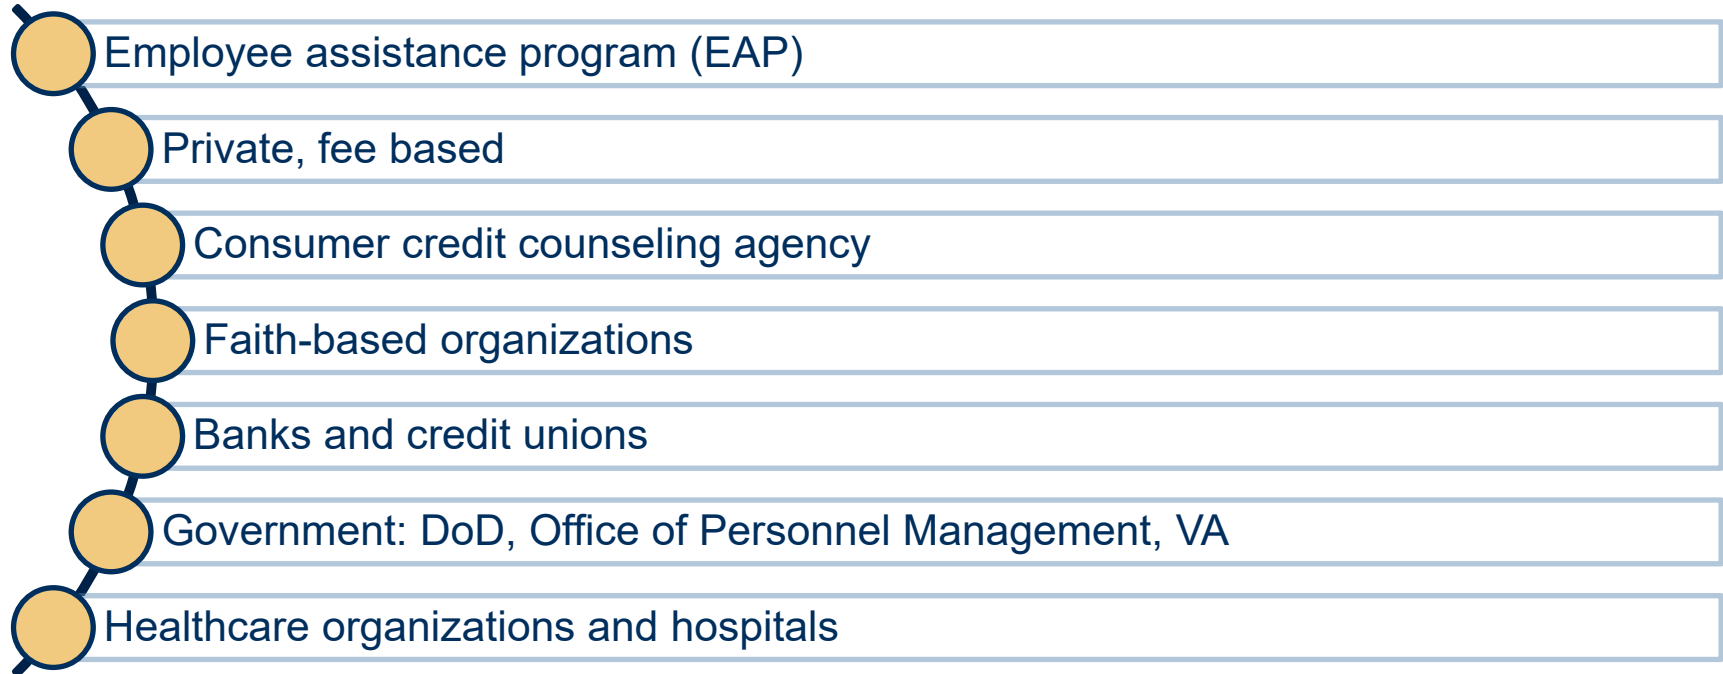 Employee assistance program (EAP)
Private, fee based
Consumer credit counseling agency
Faith-based organizations
Banks and credit unions
Government: DoD, Office of Personnel Management, VA
Healthcare organizations and hospitals